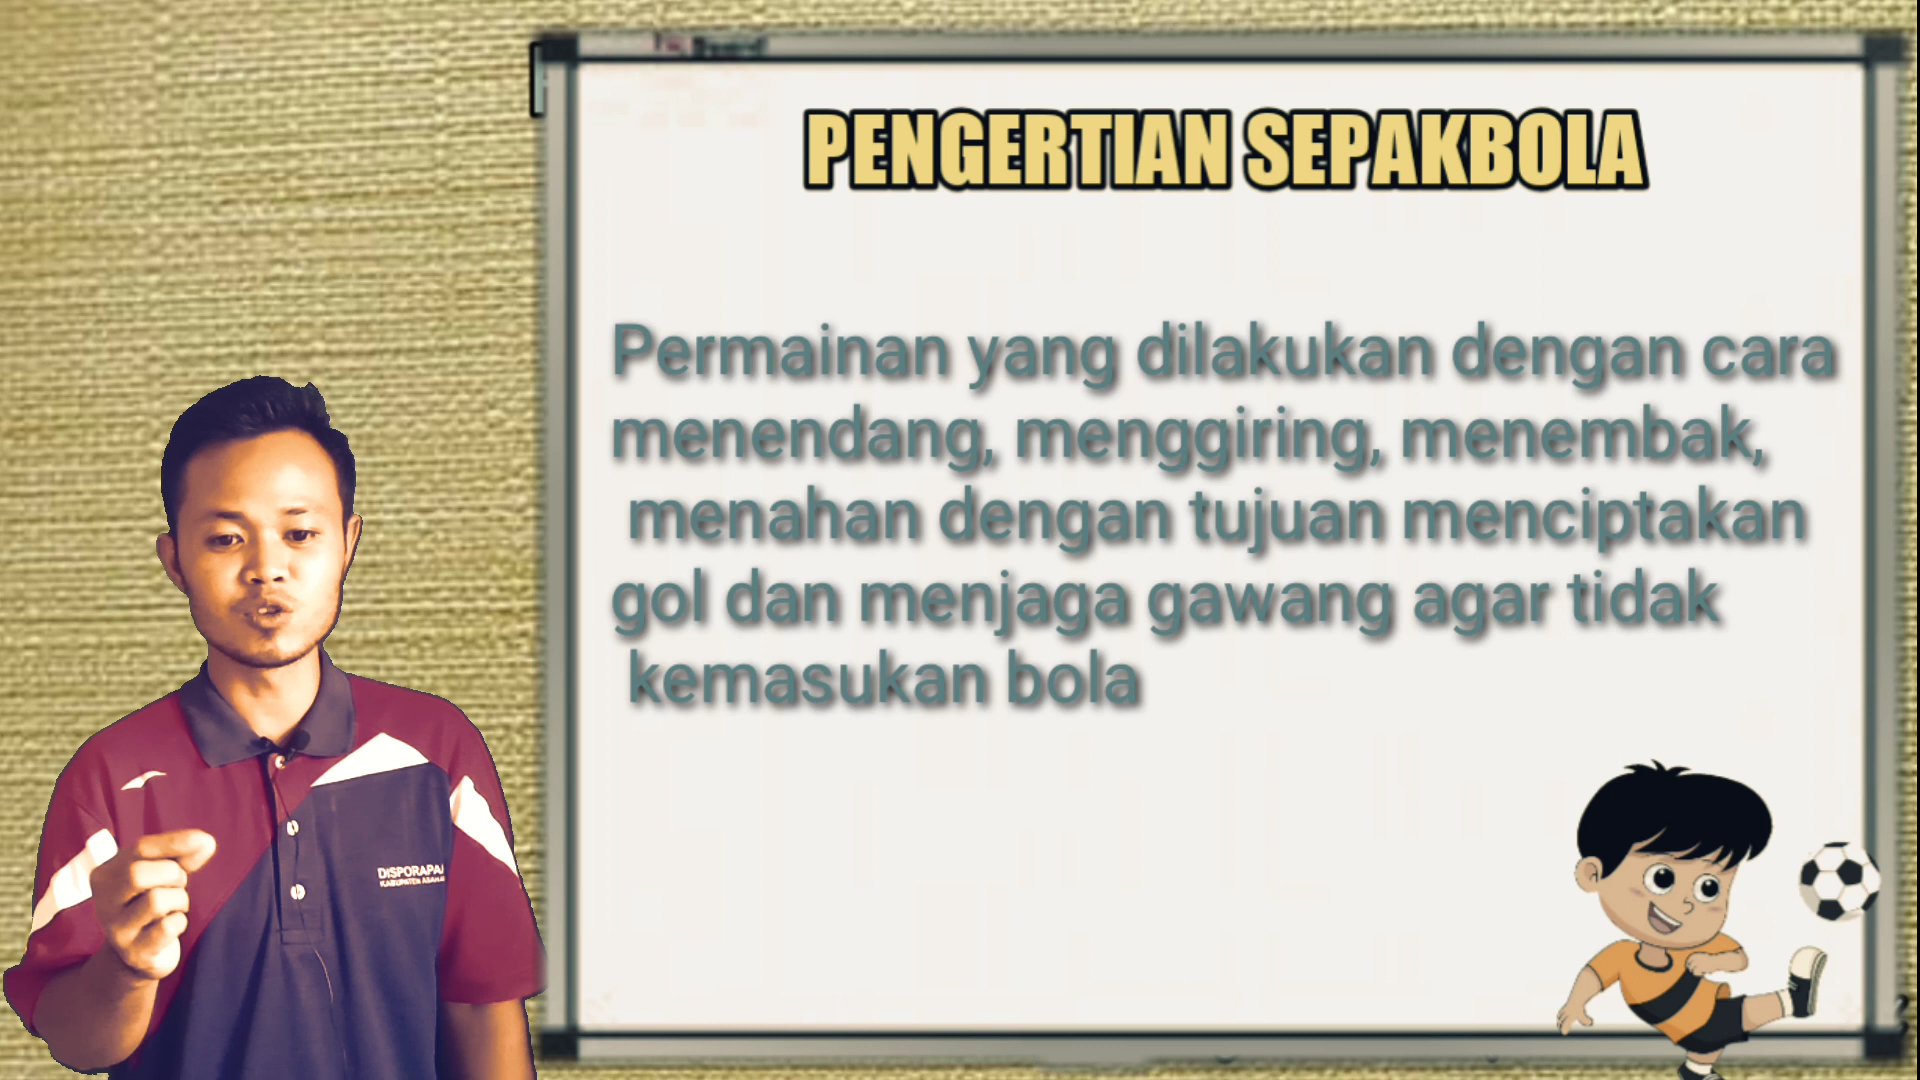 PENGERTIAN SEPAKBOLA
Permainan yang dilakukan dengan cara
menendang, menggiring, menembak,
menahan dengan tujuan menciptakan
gol dan menjaga gawang agar tidak
kemasukan bola
DISPORAPA
KABUPATEN